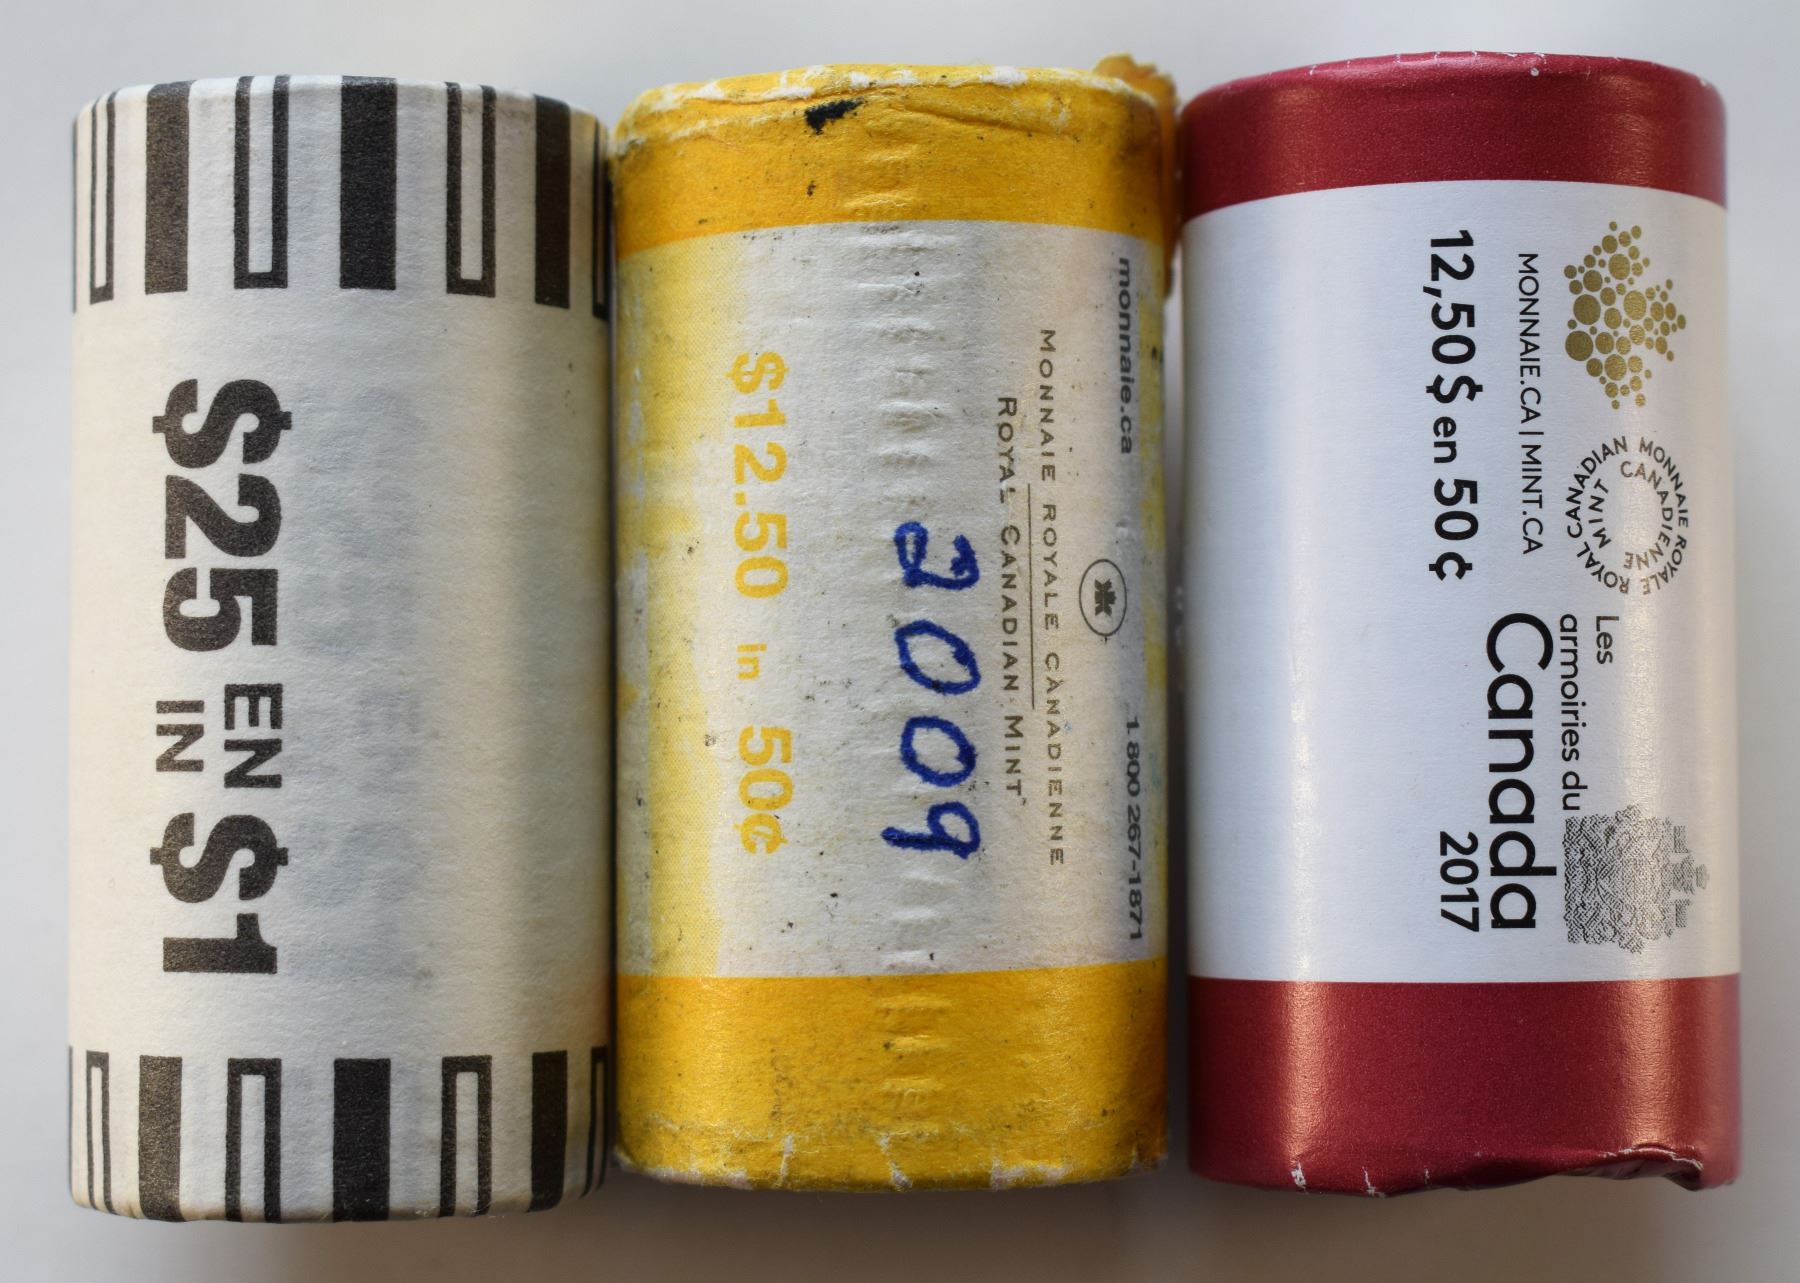 $25 EN $1
IN
monnaie.ca 1 800 267-1871
MONNAIE ROYALE CANADIENNE
ROYAL CANADIAN MINT
2009
$12.50 in 50¢
MONNAIE ROYALE CANADIENNE
ROYAL CANADIAN MINT
Les
armoiries du
Canada
2017
MONNAIE.CA | MINT.CA
12,50$ en 50¢